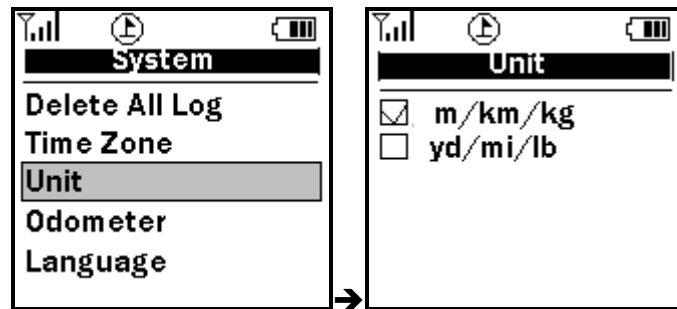 System
Delete All Log
Time Zone
Unit
Odometer
Language
Unit
m/km/kg
yd/mi/lb